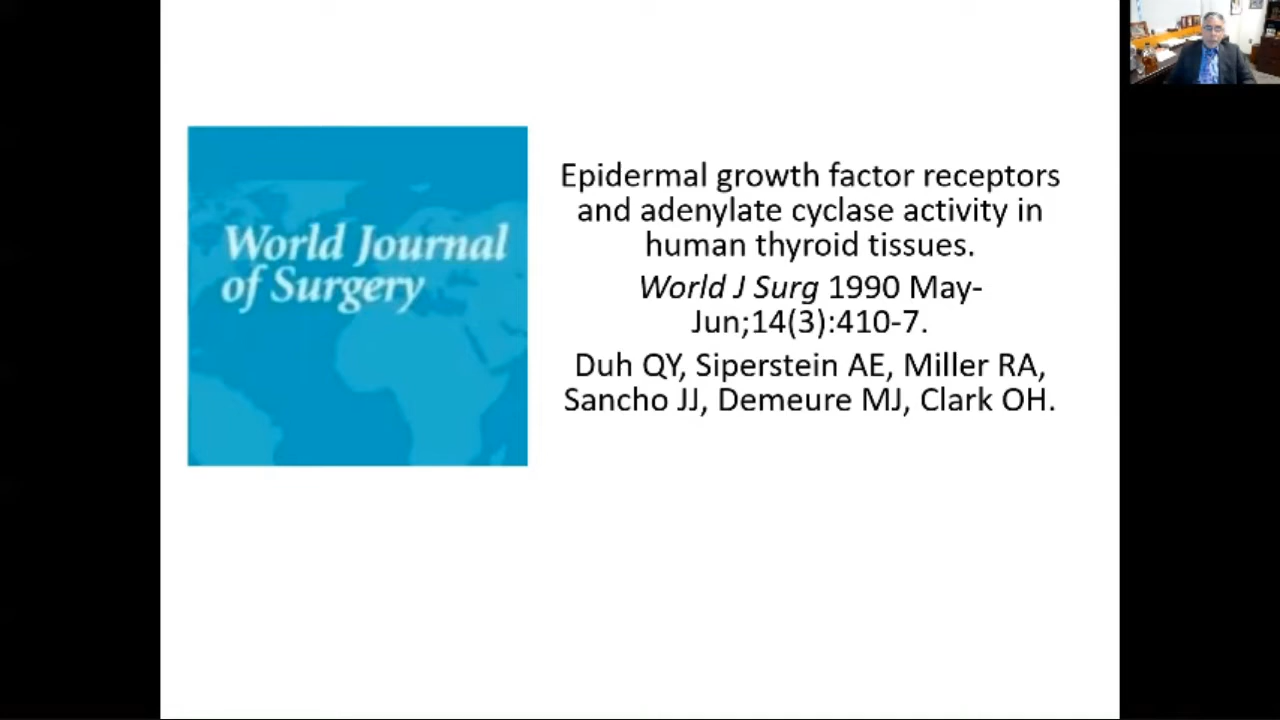 World Journal
of Surgery
Epidermal growth factor receptors
and adenylate cyclase activity in
human thyroid tissues.
World J Surg 1990 May-
Jun;14(3):410-7.
Duh QY, Siperstein AE, Miller RA,
Sancho JJ, Demeure MJ, Clark OH.